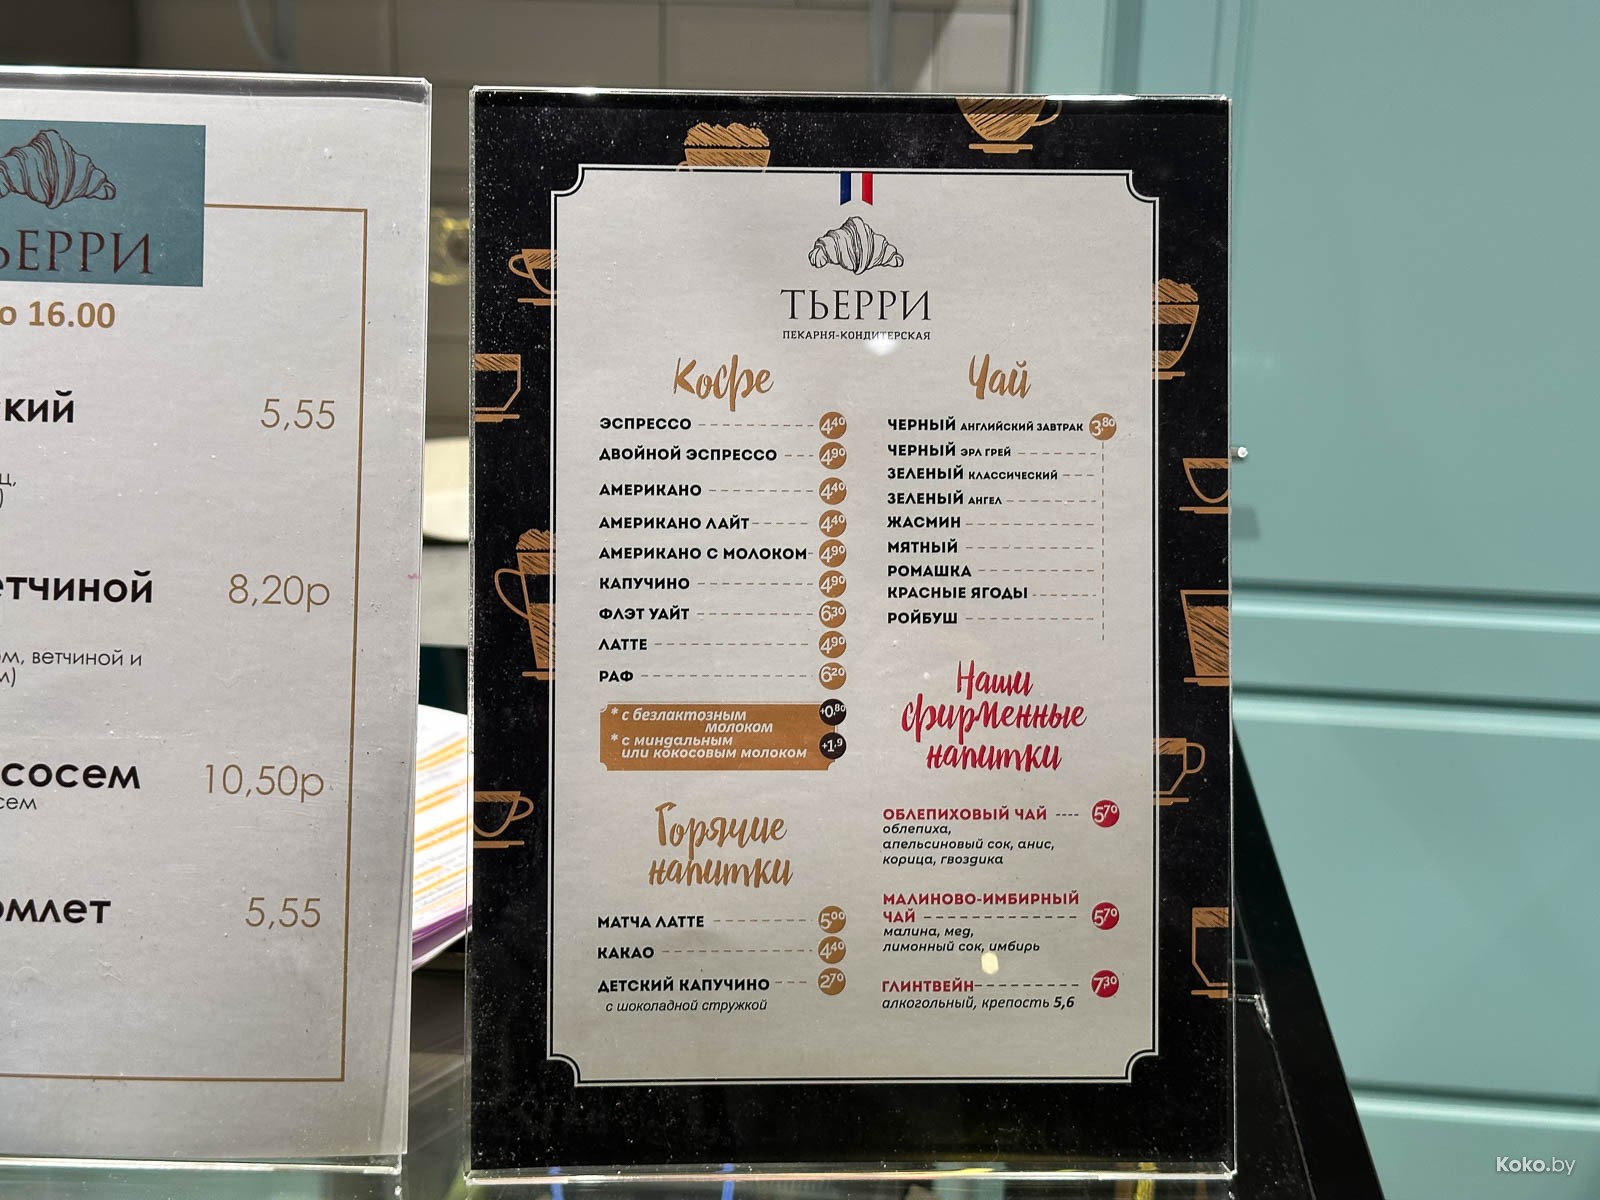 ТЬЕРРИ
16.00
5,55
8,20р
ветчиной и
10,50р
5,55
ТЬЕРРИ
ПЕКАРНЯ-КОНДИТЕРСКАЯ
Кофе
ЭСПРЕССО 4.40
ДВОЙНОЙ ЭСПРЕССО 4.90
АМЕРИКАНО 4.40
АМЕРИКАНО ЛАЙТ 4.40
АМЕРИКАНО С МОЛОКОМ 4.90
КАПУЧИНО 4.90
ФЛЭТ УАЙТ 6.30
ЛАТТЕ 4.90
РАФ 6.20
* с безлактозным +0,80
молоком
* с миндальным +1,9
или кокосовым молоком
Горячие
напитки
МАТЧА ЛАТТЕ 5.00
КАКАО 4.40
ДЕТСКИЙ КАПУЧИНО 2.70
с шоколадной стружкой
Чай
ЧЕРНЫЙ АНГЛИЙСКИЙ ЗАВТРАК 3.80
ЧЕРНЫЙ ЭРЛ ГРЕЙ
ЗЕЛЕНЫЙ КЛАССИЧЕСКИЙ
ЗЕЛЕНЫЙ АНГЕЛ
ЖАСМИН
МЯТНЫЙ
РОМАШКА
КРАСНЫЕ ЯГОДЫ
РОЙБУШ
Наши
фирменные
напитки
ОБЛЕПИХОВЫЙ ЧАЙ 5.70
облепиха,
апельсиновый сок, анис,
корица, гвоздика
МАЛИНОВО-ИМБИРНЫЙ
ЧАЙ 5.70
малина, мед,
лимонный сок, имбирь
ГЛИНТВЕЙН 7.30
алкогольный, крепость 5,6
Koko.by